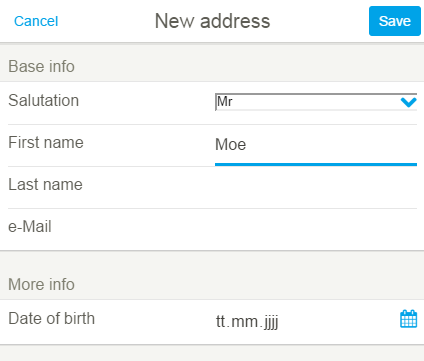 Cancel New address Save
Base info
Salutation Mr
First name Moe
Last name
e-Mail
More info
Date of birth tt.mm.jjjj